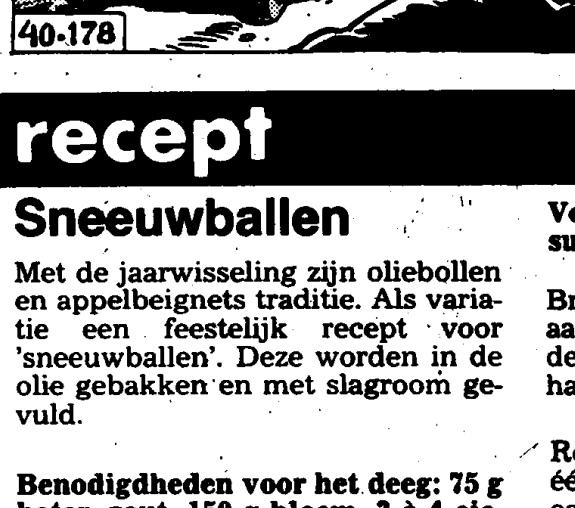 40-178
recept
Sneeuwballen
Met de jaarwisseling zijn oliebollen
en appelbeignets traditie. Als varia-
tie een feestelijk recept voor
'sneeuwballen'. Deze worden in de
olie gebakken en met slagroom ge-
vuld.
Benodigdheden voor het deeg: 75 g